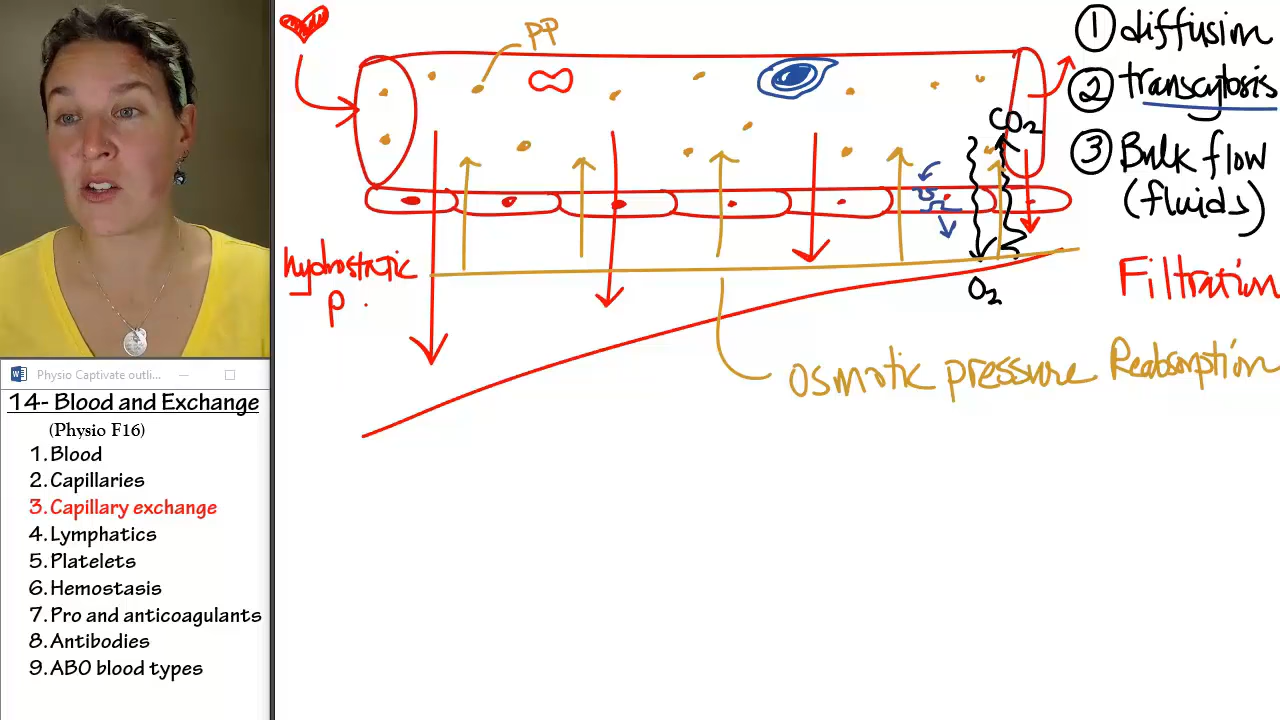 PP
① diffusion
② transcytosis
③ Bulk flow
(fluids)
CO2
O2
hydrostatic
p.
Filtration
osmotic pressure
Reabsorption
Physio Captivate outli...
14- Blood and Exchange
(Physio F16)
1. Blood
2. Capillaries
3. Capillary exchange
4. Lymphatics
5. Platelets
6. Hemostasis
7. Pro and anticoagulants
8. Antibodies
9. ABO blood types